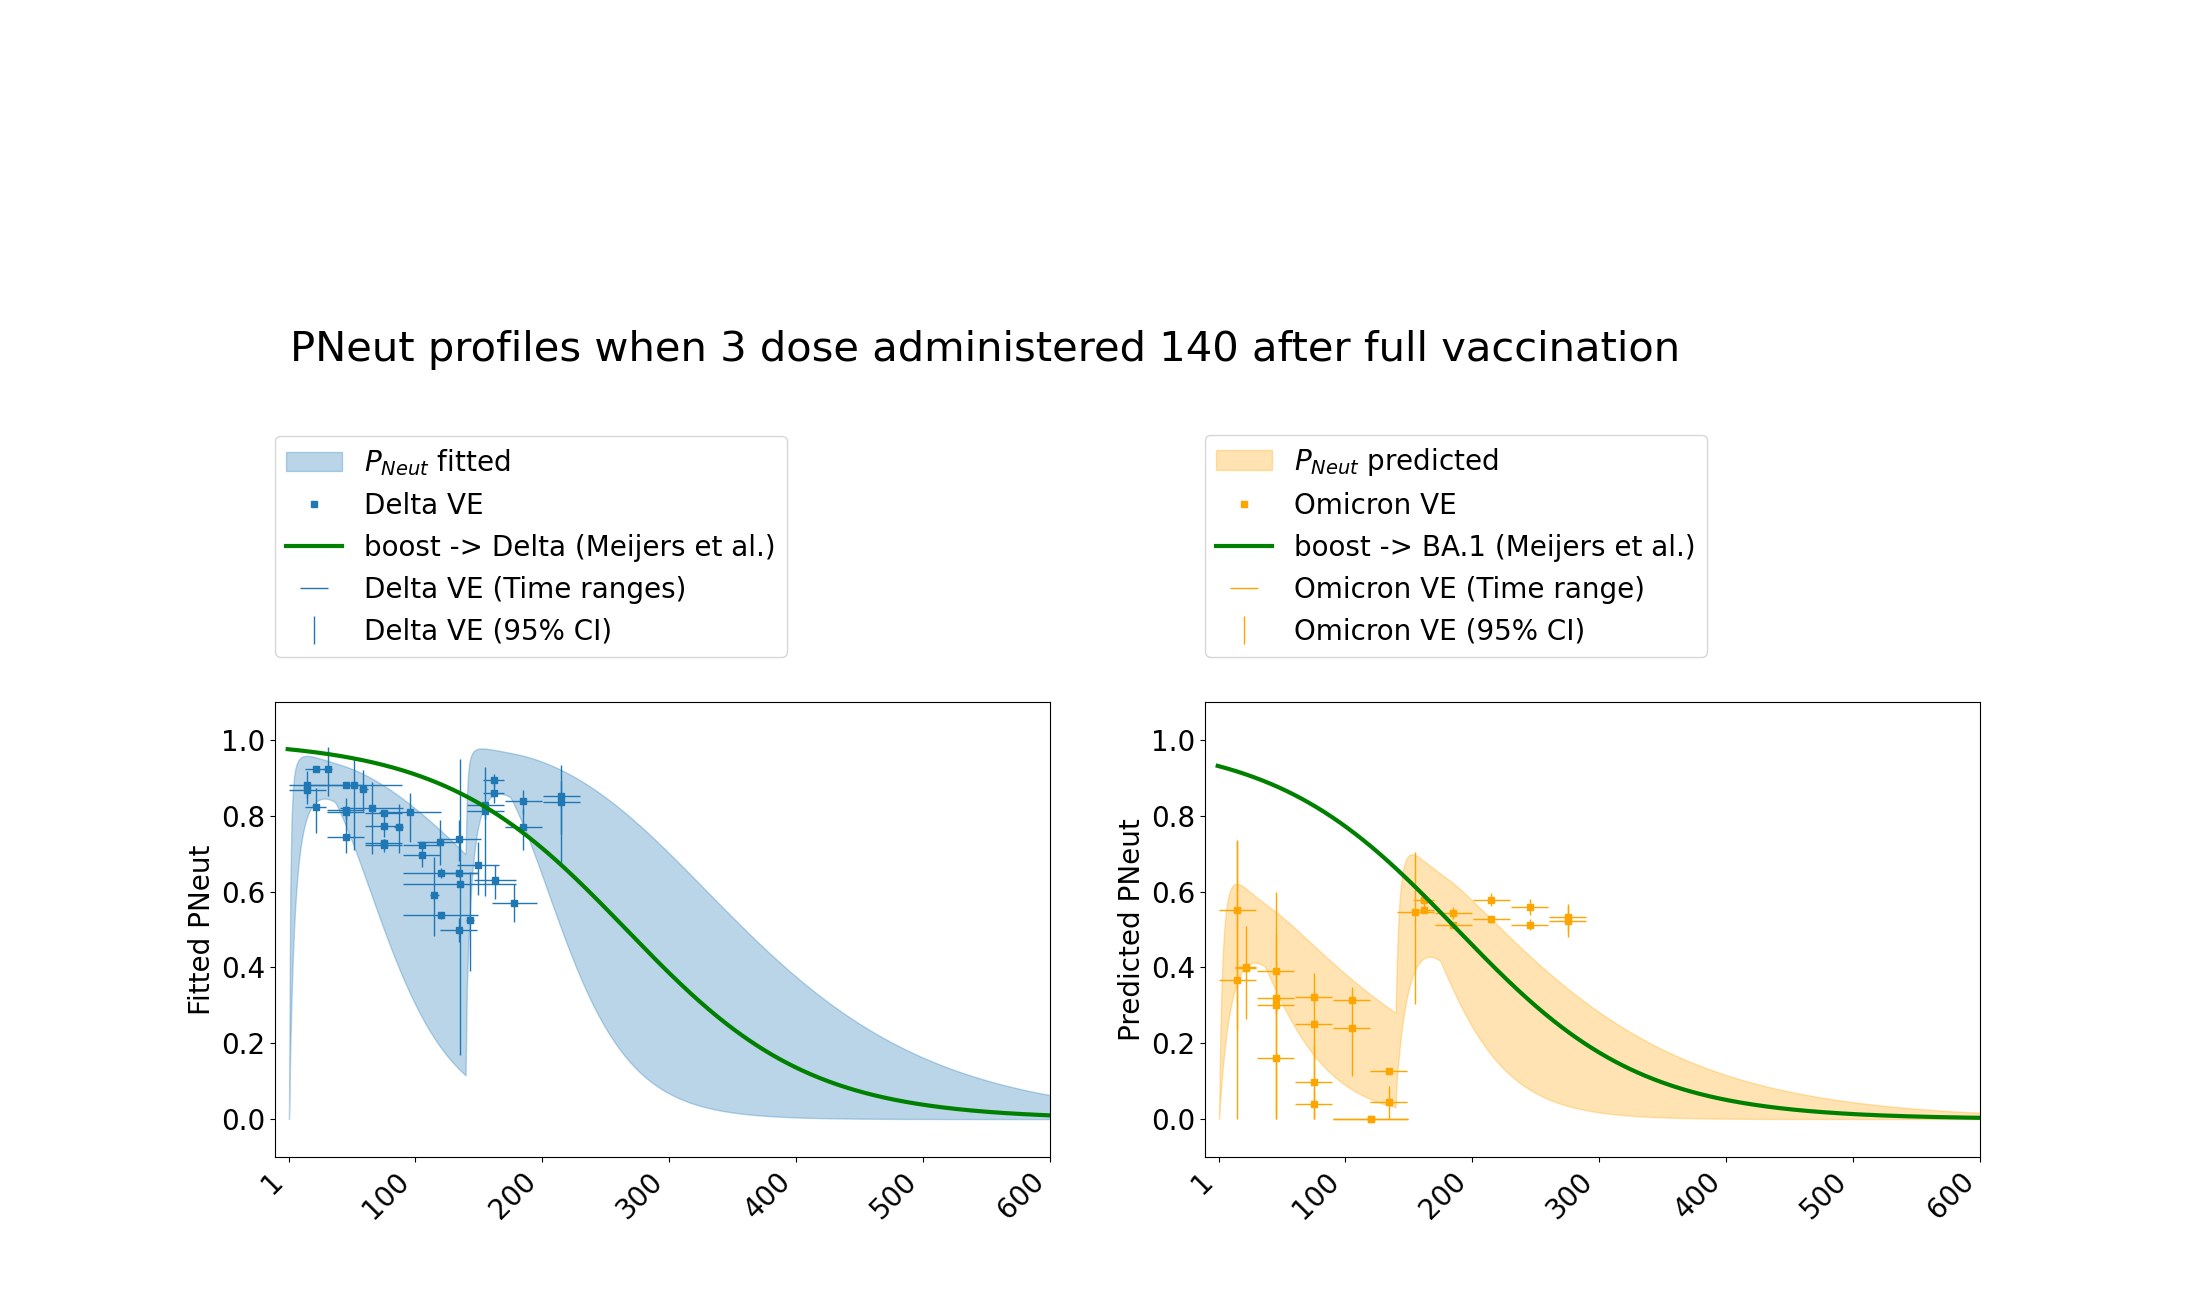 PNeut profiles when 3 dose administered 140 after full vaccination
P_Neut fitted
Delta VE
boost -> Delta (Meijers et al.)
Delta VE (Time ranges)
Delta VE (95% CI)
P_Neut predicted
Omicron VE
boost -> BA.1 (Meijers et al.)
Omicron VE (Time range)
Omicron VE (95% CI)
Fitted PNeut
1.0
0.8
0.6
0.4
0.2
0.0
1 100 200 300 400 500 600
Predicted PNeut
1.0
0.8
0.6
0.4
0.2
0.0
1 100 200 300 400 500 600